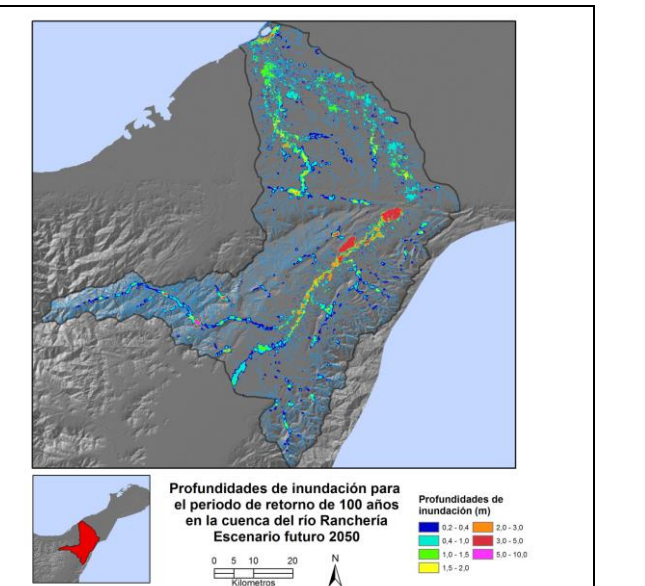 Profundidades de inundación para
el periodo de retorno de 100 años
en la cuenca del río Ranchería
Escenario futuro 2050
0 5 10 20
Kilometros
N
Profundidades de
inundación (m)
0,2 - 0,4 2,0 - 3,0
0,4 - 1,0 3,0 - 5,0
1,0 - 1,5 5,0 - 10,0
1,5 - 2,0